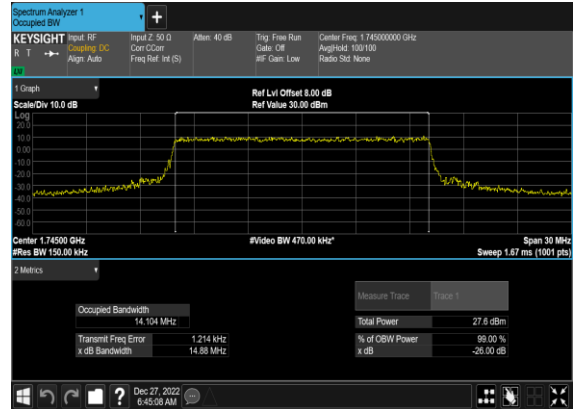 Spectrum Analyzer 1
Occupied BW
+
KEYSIGHT Input: RF Input Z: 50 Ω Atten: 40 dB Trig: Free Run Center Freq: 1.745000000 GHz
R T Coupling: DC Corr CCorr Gate: Off Avg|Hold: 100/100
Align: Auto Freq Ref: Int (S) #IF Gain: Low Radio Std: None
LM
1 Graph
Ref Lvl Offset 8.00 dB
Scale/Div 10.0 dB Ref Value 30.00 dBm
Log
20.0
10.0
0.00
-10.0
-20.0
-30.0
-40.0
-50.0
-60.0
Center 1.74500 GHz #Video BW 470.00 kHz* Span 30 MHz
#Res BW 150.00 kHz Sweep 1.67 ms (1001 pts)
2 Metrics
Measure Trace Trace 1
Occupied Bandwidth
14.104 MHz Total Power 27.6 dBm
Transmit Freq Error 1.214 kHz % of OBW Power 99.00 %
x dB Bandwidth 14.88 MHz x dB -26.00 dB
? Dec 27, 2022
6:45:08 AM